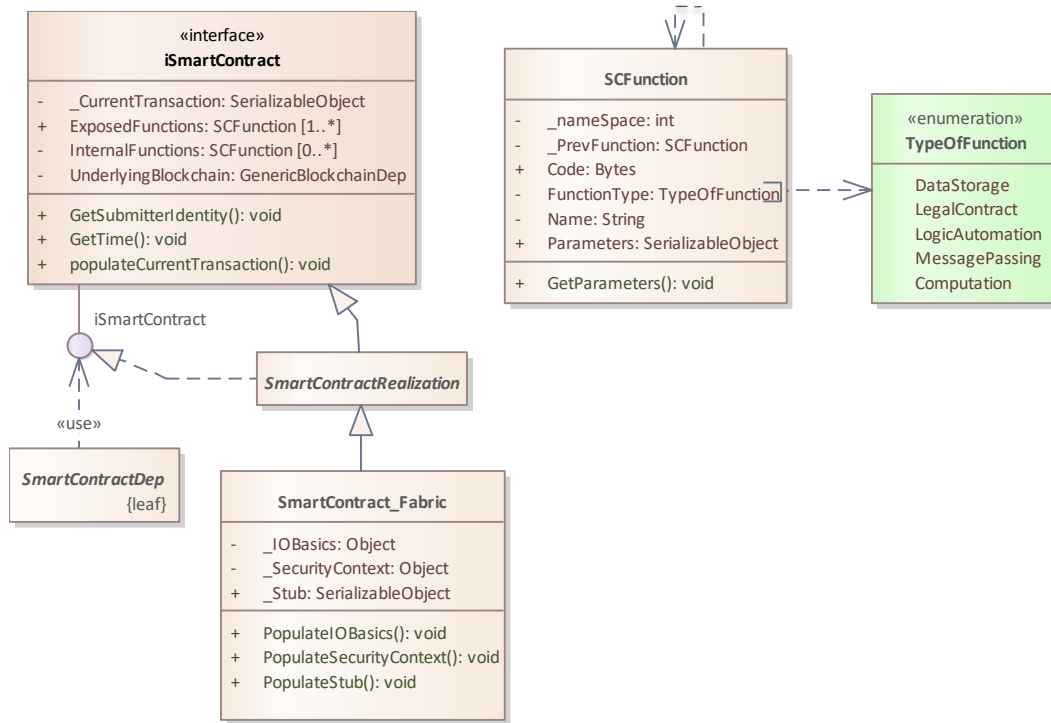 «interface»
iSmartContract
- _CurrentTransaction: SerializableObject
+ ExposedFunctions: SCFunction [1..*]
- InternalFunctions: SCFunction [0..*]
- UnderlyingBlockchain: GenericBlockchainDep
+ GetSubmitterIdentity(): void
+ GetTime(): void
+ populateCurrentTransaction(): void
SCFunction
- _nameSpace: int
- _PrevFunction: SCFunction
+ Code: Bytes
- FunctionType: TypeOfFunction
- Name: String
+ Parameters: SerializableObject
+ GetParameters(): void
«enumeration»
TypeOfFunction
DataStorage
LegalContract
LogicAutomation
MessagePassing
Computation
iSmartContract
SmartContractRealization
«use»
SmartContractDep
{leaf}
SmartContract_Fabric
- _IOBasics: Object
- _SecurityContext: Object
+ _Stub: SerializableObject
+ PopulateIOBasics(): void
+ PopulateSecurityContext(): void
+ PopulateStub(): void